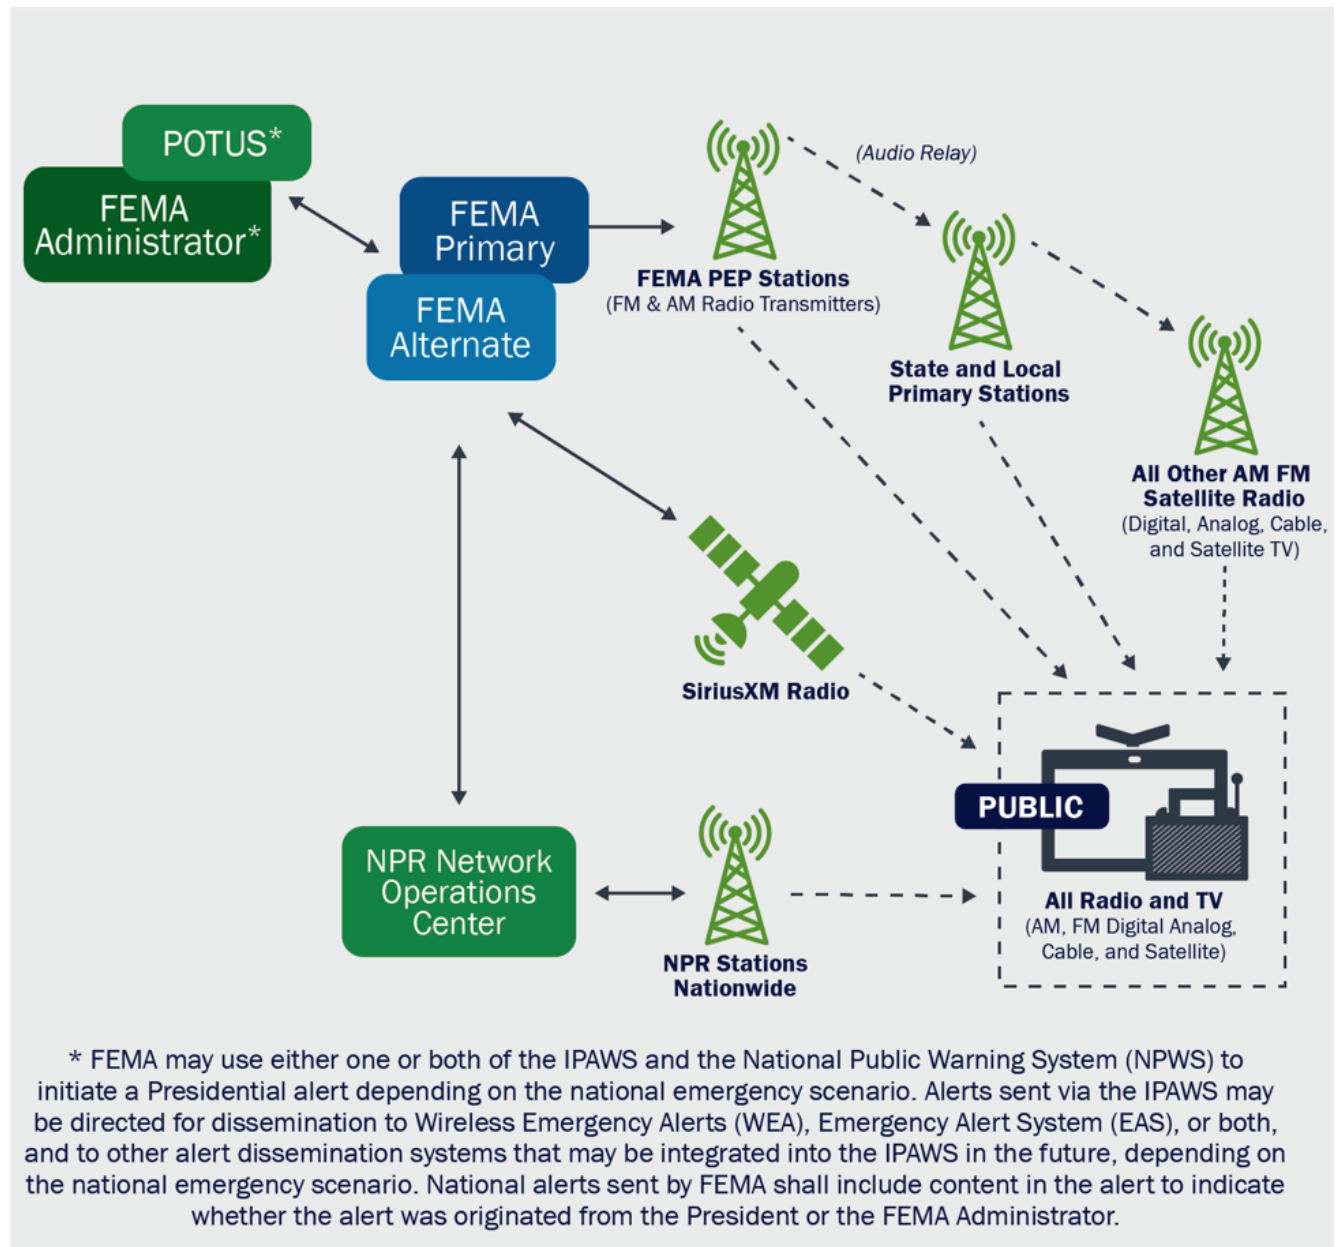 POTUS*
FEMA
Administrator*
FEMA
Primary
FEMA
Alternate
(Audio Relay)
FEMA PEP Stations
(FM & AM Radio Transmitters)
State and Local
Primary Stations
All Other AM FM
Satellite Radio
(Digital, Analog, Cable,
and Satellite TV)
SiriusXM Radio
PUBLIC
NPR Network
Operations
Center
NPR Stations
Nationwide
All Radio and TV
(AM, FM Digital Analog,
Cable, and Satellite)
* FEMA may use either one or both of the IPAWS and the National Public Warning System (NPWS) to
initiate a Presidential alert depending on the national emergency scenario. Alerts sent via the IPAWS may
be directed for dissemination to Wireless Emergency Alerts (WEA), Emergency Alert System (EAS), or both,
and to other alert dissemination systems that may be integrated into the IPAWS in the future, depending on
the national emergency scenario. National alerts sent by FEMA shall include content in the alert to indicate
whether the alert was originated from the President or the FEMA Administrator.